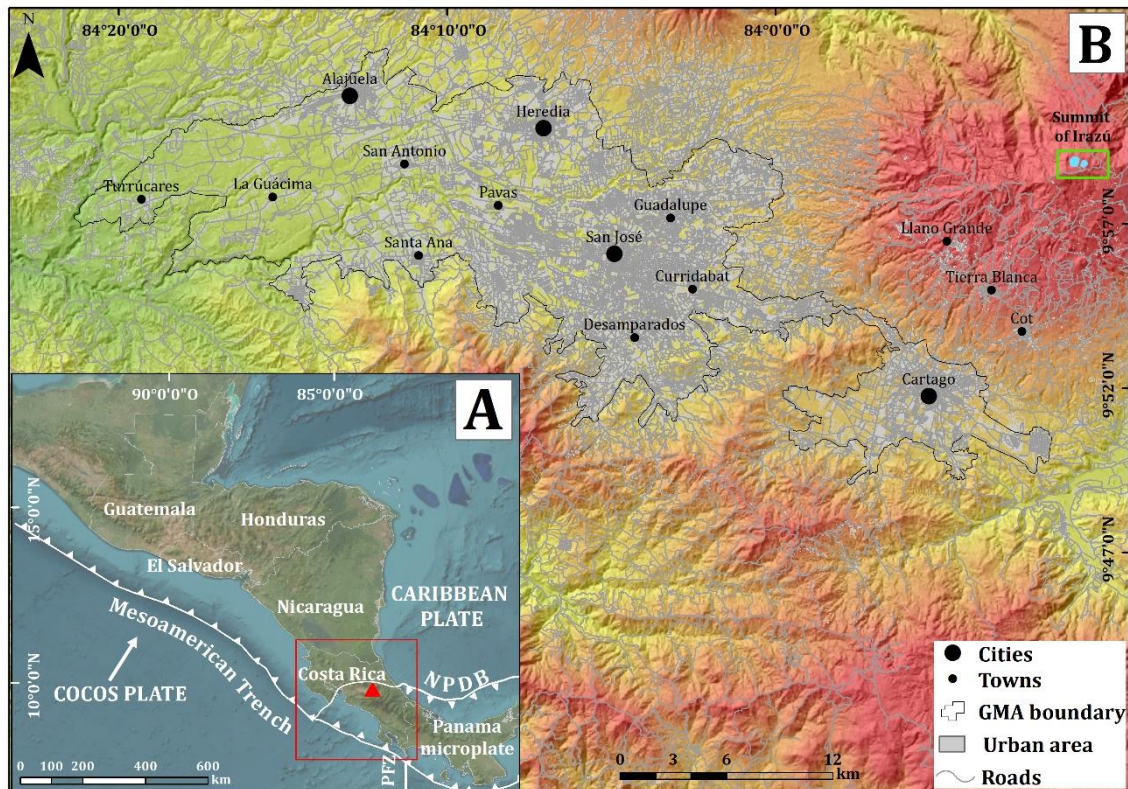 N
84°20'0"O
84°10'0"O
84°0'0"O
B
Alajuela
Heredia
Summit
of Irazú
San Antonio
Turrúcares
La Guácima
Pavas
Guadalupe
9°57'0"N
Llano Grande
San José
Santa Ana
Curridabat
Tierra Blanca
Cot
Desamparados
Cartago
9°52'0"N
9°47'0"N
90°0'0"O
85°0'0"O
A
15°0'0"N
Guatemala
Honduras
El Salvador
Nicaragua
CARIBBEAN
PLATE
Mesoamerican Trench
COCOS PLATE
Costa Rica
NPDB
10°0'0"N
Panama
microplate
PFZ
0 200 400 600
km
0 3 6 12
km
Cities
Towns
GMA boundary
Urban area
Roads